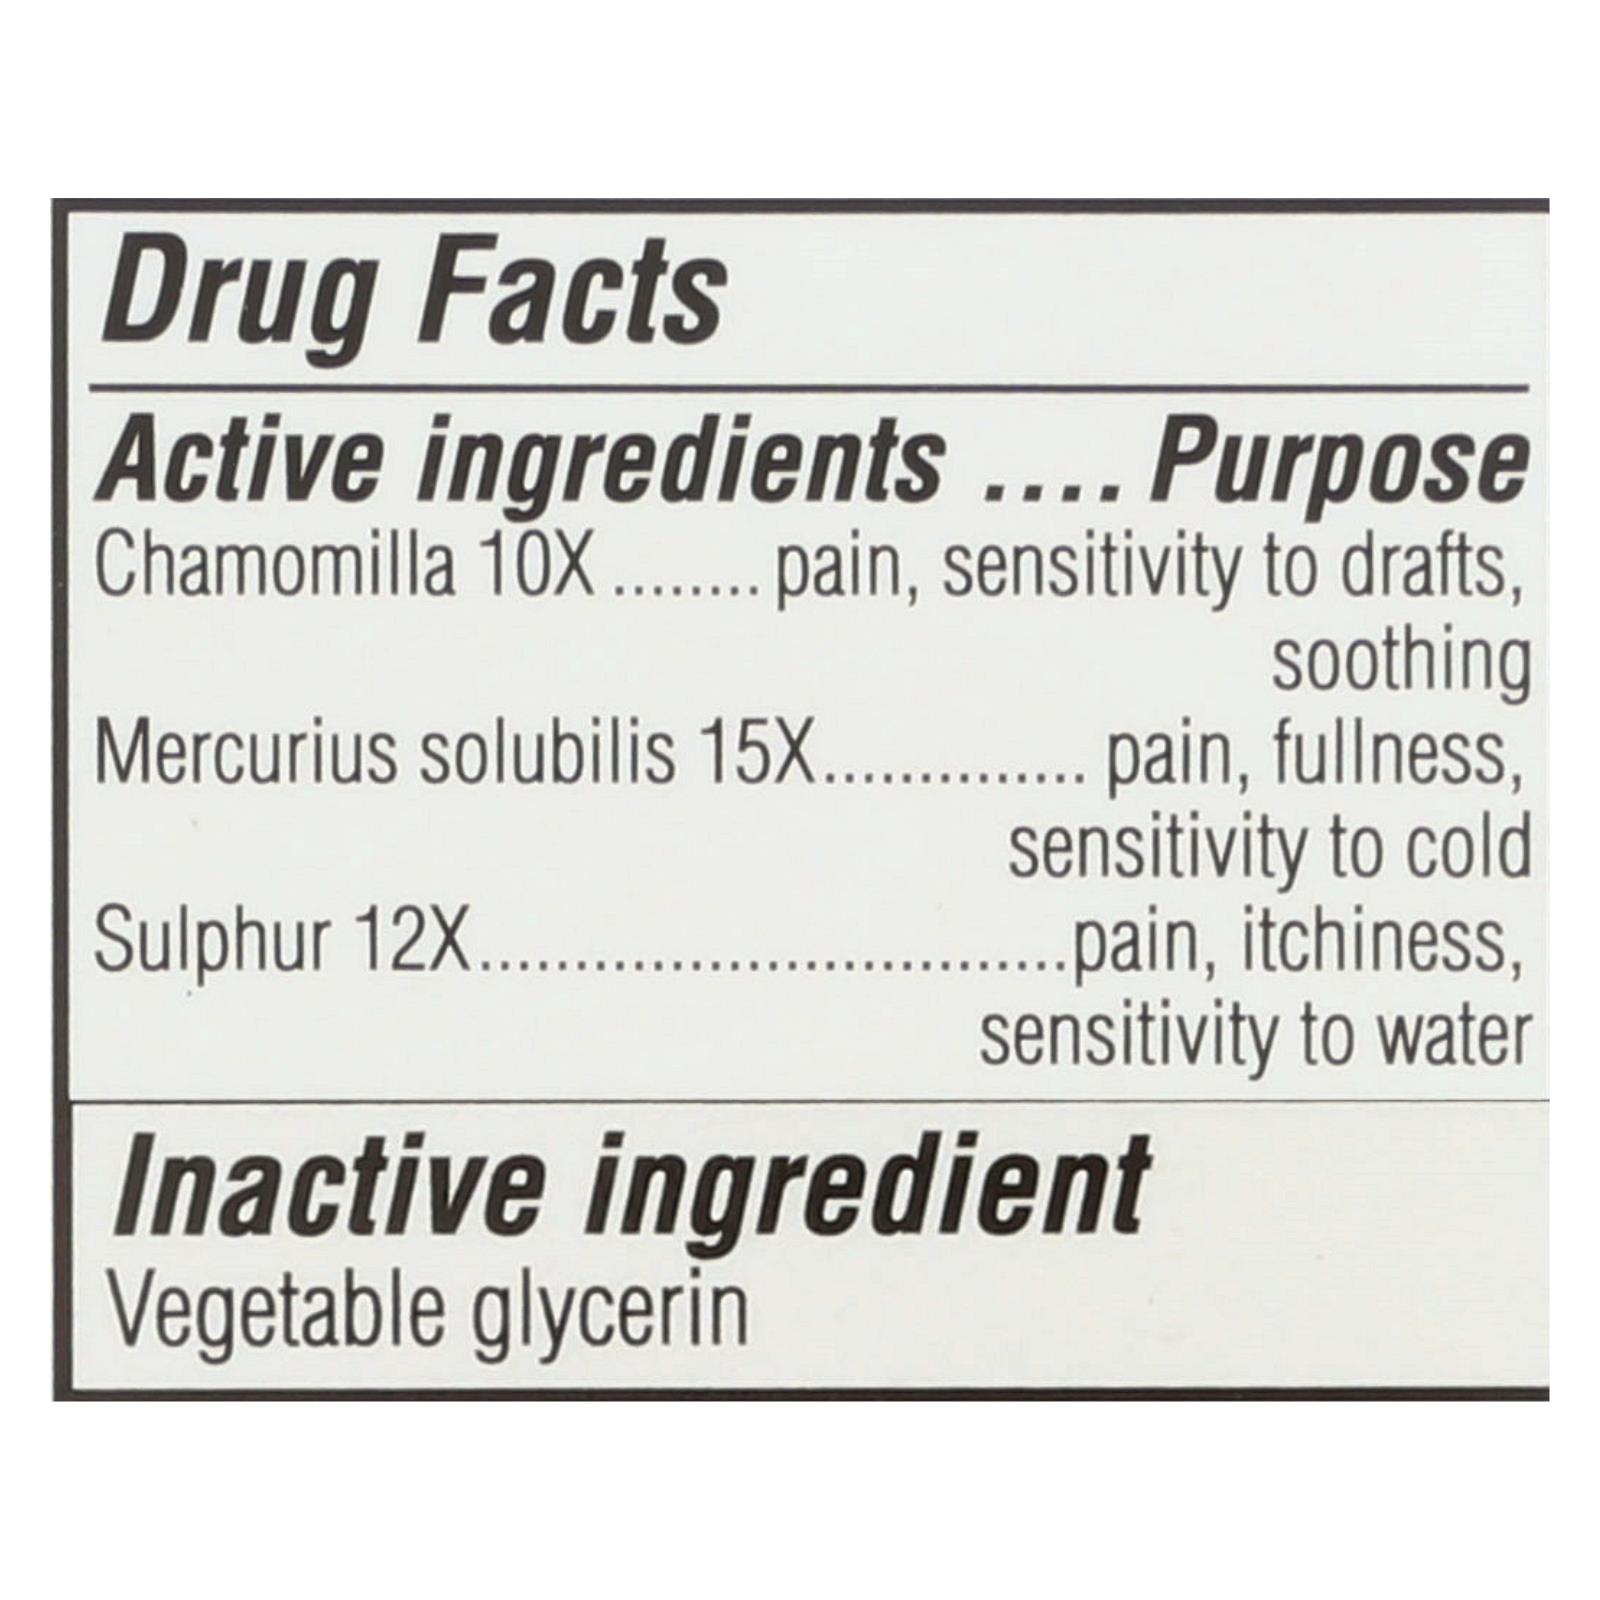 Drug Facts
Active ingredients .... Purpose
Chamomilla 10X ........ pain, sensitivity to drafts,
soothing
Mercurius solubilis 15X.............. pain, fullness,
sensitivity to cold
Sulphur 12X...............................pain, itchiness,
sensitivity to water
Inactive ingredient
Vegetable glycerin